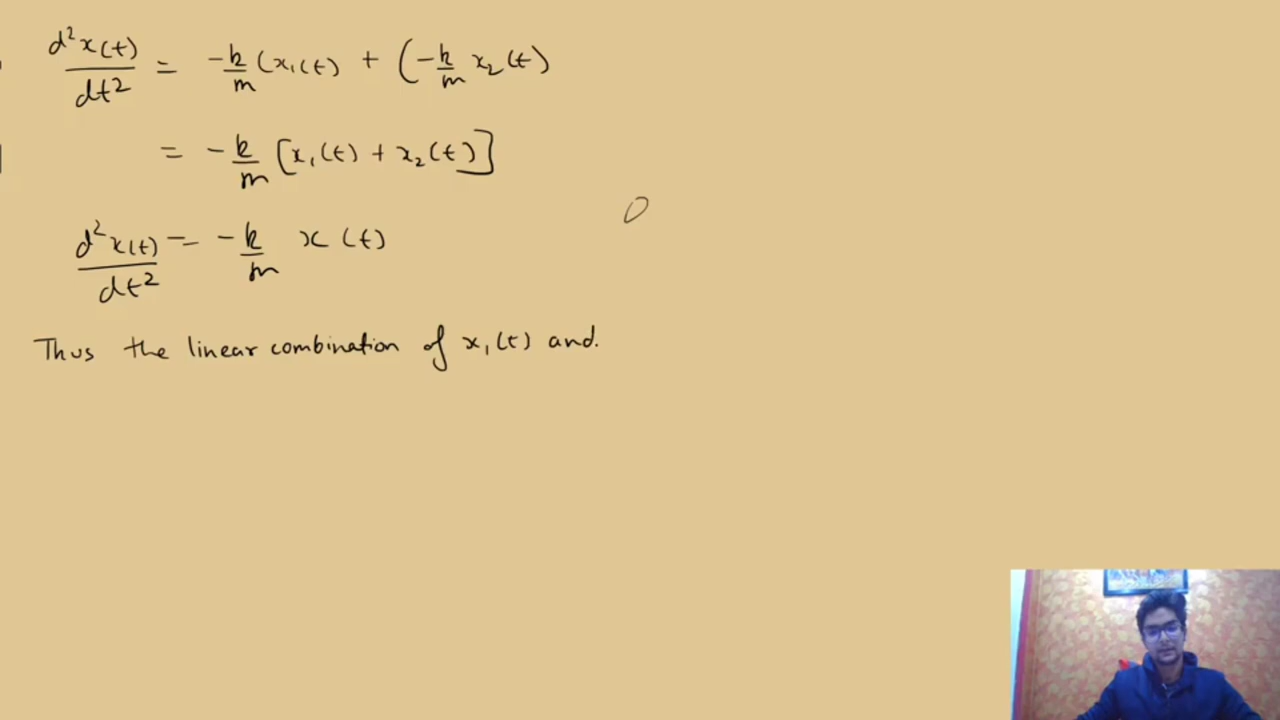 d²x(t)/dt² = -k/m (x₁(t) + (-k/m x₂(t))
= -k/m [x₁(t) + x₂(t)]
d²x(t)/dt² = -k/m x(t)
Thus the linear combination of x₁(t) and.